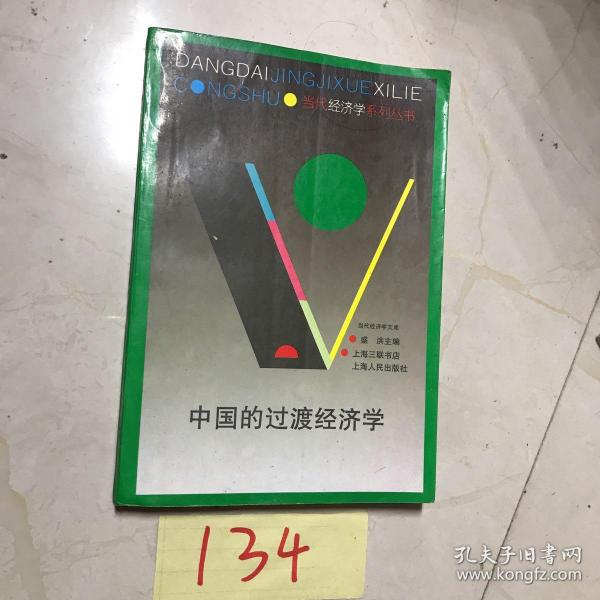 DANGDAIJINGJIXUEXILIE
CONGSHU
当代经济学系列丛书
当代经济学文库
盛 洪主编
上海三联书店
上海人民出版社
中国的过渡经济学
134
孔夫子旧书网
www.kongfz.com